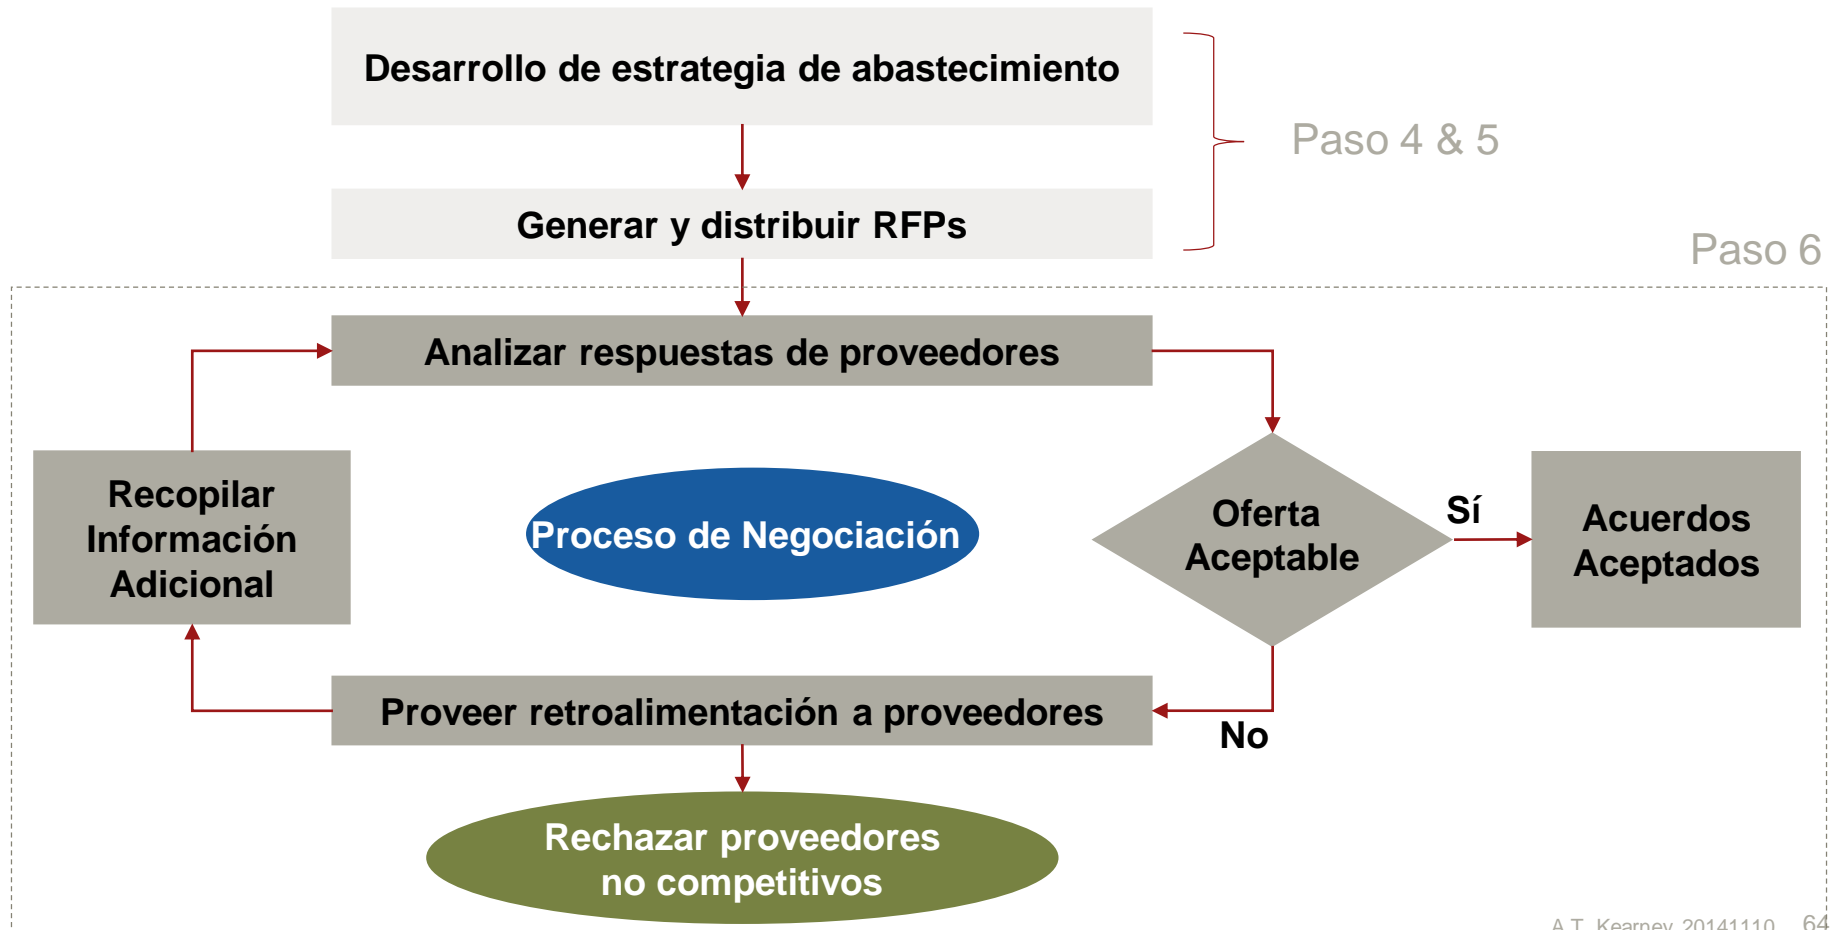 Desarrollo de estrategia de abastecimiento
Paso 4 & 5
Generar y distribuir RFPs
Paso 6
Analizar respuestas de proveedores
Recopilar
Información
Adicional
Proceso de Negociación
Oferta
Aceptable
Sí
Acuerdos
Aceptados
No
Proveer retroalimentación a proveedores
Rechazar proveedores
no competitivos
A.T. Kearney 20141110 64